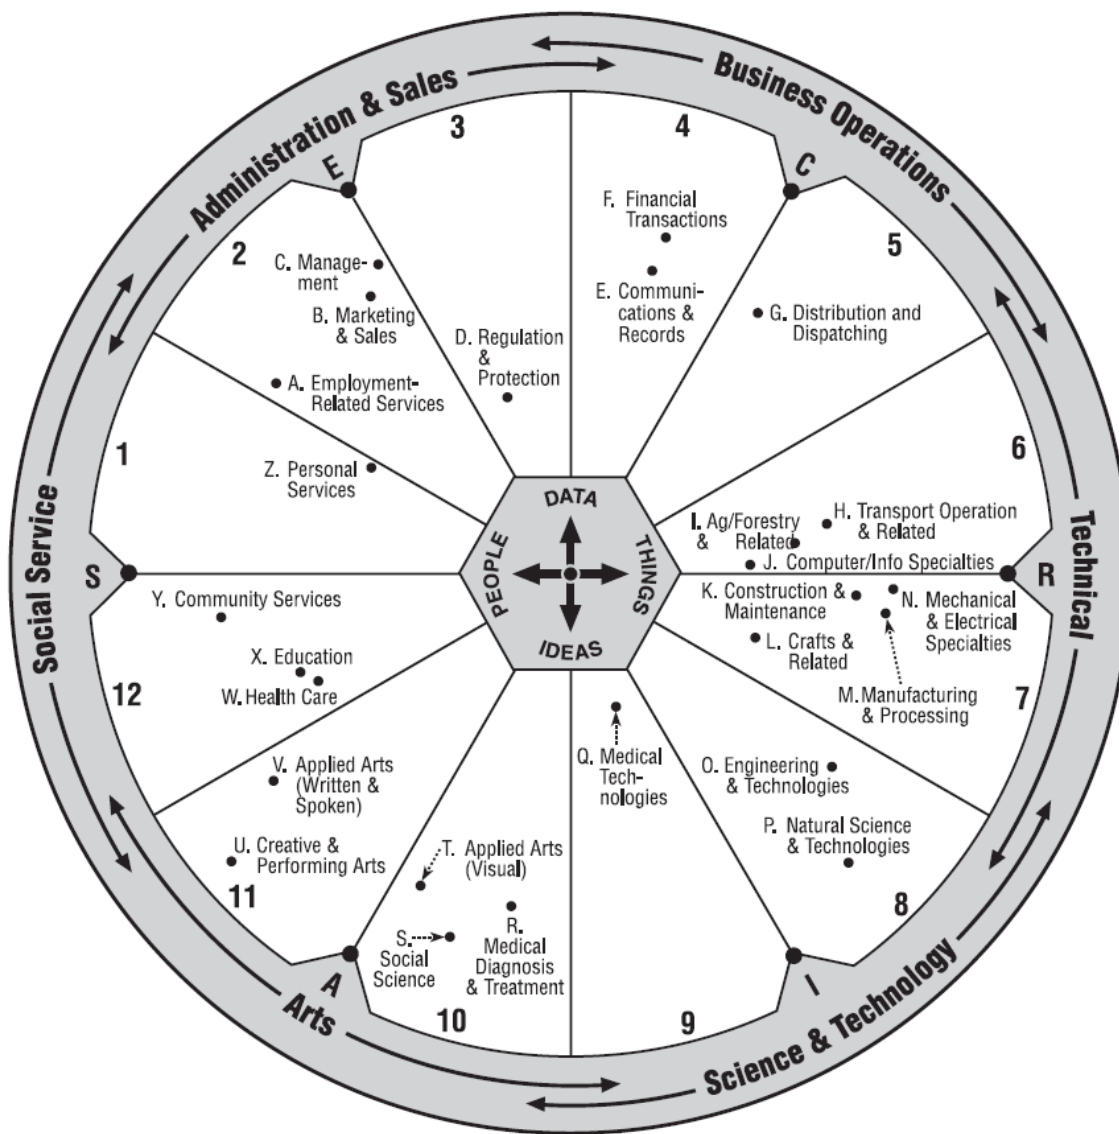 Administration & Sales
Business Operations
3
4
E
C
2
5
F. Financial
Transactions
C. Manage-
ment
B. Marketing
& Sales
E. Communi-
cations &
Records
G. Distribution and
Dispatching
D. Regulation
&
Protection
A. Employment-
Related Services
1
6
Z. Personal
Services
DATA
PEOPLE
THINGS
IDEAS
H. Transport Operation
& Related
I. Ag/Forestry
& Related
J. Computer/Info Specialties
Social Service
S
R
Technical
Y. Community Services
K. Construction &
Maintenance
N. Mechanical
& Electrical
Specialties
L. Crafts &
Related
X. Education
W. Health Care
12
M. Manufacturing
& Processing
7
V. Applied Arts
(Written &
Spoken)
Q. Medical
Tech-
nologies
O. Engineering
& Technologies
P. Natural Science
& Technologies
U. Creative &
Performing Arts
T. Applied Arts
(Visual)
11
8
S.
Social
Science
R.
Medical
Diagnosis
& Treatment
A
I
10
9
Arts
Science & Technology